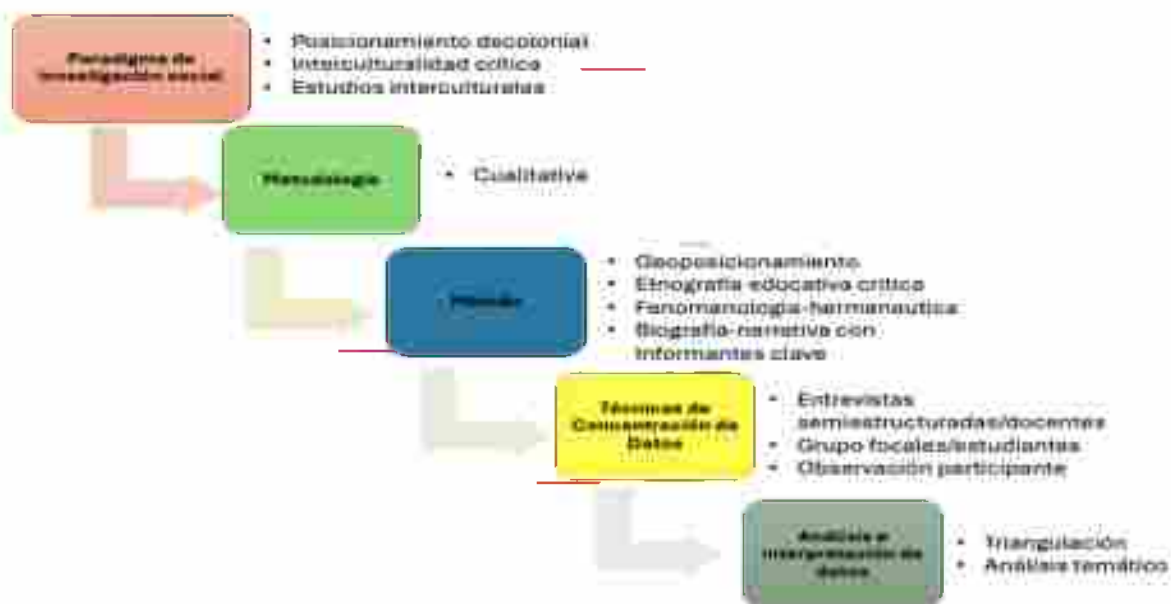 Paradigma de
investigación social
• Posicionamiento decolonial
• Interculturalidad crítica
• Estudios interculturales
Metodología
• Cualitativa
Método
• Geoposicionamiento
• Etnografía educativa crítica
• Fenomenología-hermenautica
• Biografía-narrativa con
Informantes clave
Técnicas de
Concentración de
Datos
• Entrevistas
semiestructuradas/docentes
• Grupo focales/estudiantes
• Observación participante
Análisis e
interpretación de
datos
• Triangulación
• Análisis temático